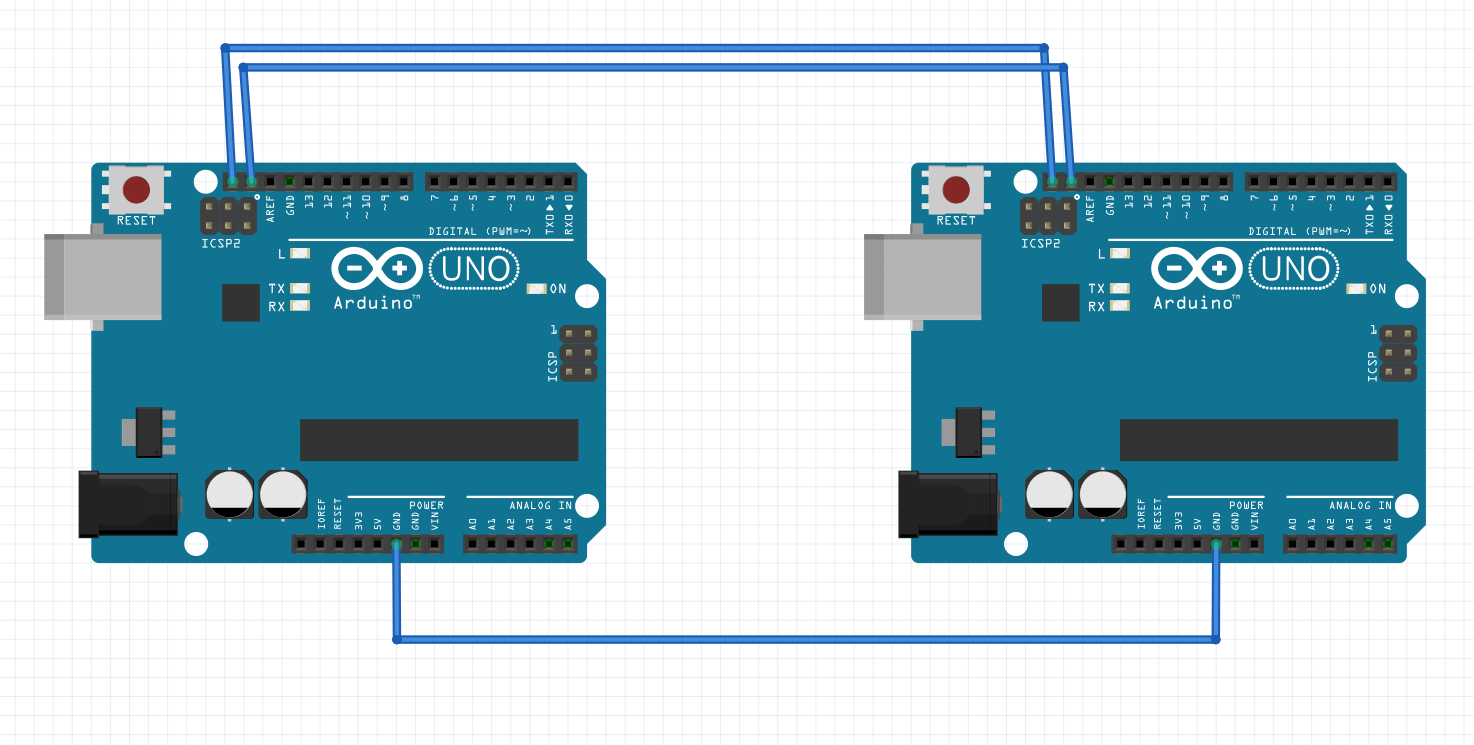 RESET
ICSP2
AREF
GND
13
12
~11
~10
~9
8
7
~6
~5
4
~3
2
TX0▶1
RX0◀0
DIGITAL (PWM=~)
L
TX
RX
Arduino™
UNO
ON
1
ICSP
IOREF
RESET
3V3
5V
GND
GND
VIN
POWER
A0
A1
A2
A3
A4
A5
ANALOG IN
RESET
ICSP2
AREF
GND
13
12
~11
~10
~9
8
7
~6
~5
4
~3
2
TX0▶1
RX0◀0
DIGITAL (PWM=~)
L
TX
RX
Arduino™
UNO
ON
1
ICSP
IOREF
RESET
3V3
5V
GND
GND
VIN
POWER
A0
A1
A2
A3
A4
A5
ANALOG IN